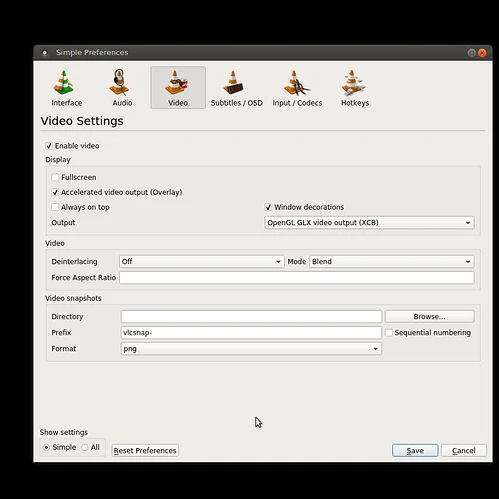 Simple Preferences
Interface Audio Video Subtitles / OSD Input / Codecs Hotkeys
Video Settings
Enable video
Display
Fullscreen
Accelerated video output (Overlay)
Always on top Window decorations
Output OpenGL GLX video output (XCB)
Video
Deinterlacing Off Mode Blend
Force Aspect Ratio
Video snapshots
Directory Browse...
Prefix vlcsnap- Sequential numbering
Format png
Show settings
Simple All Reset Preferences Save Cancel